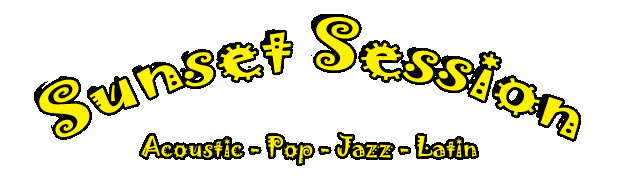 Sunset Session
Acoustic - Pop - Jazz - Latin